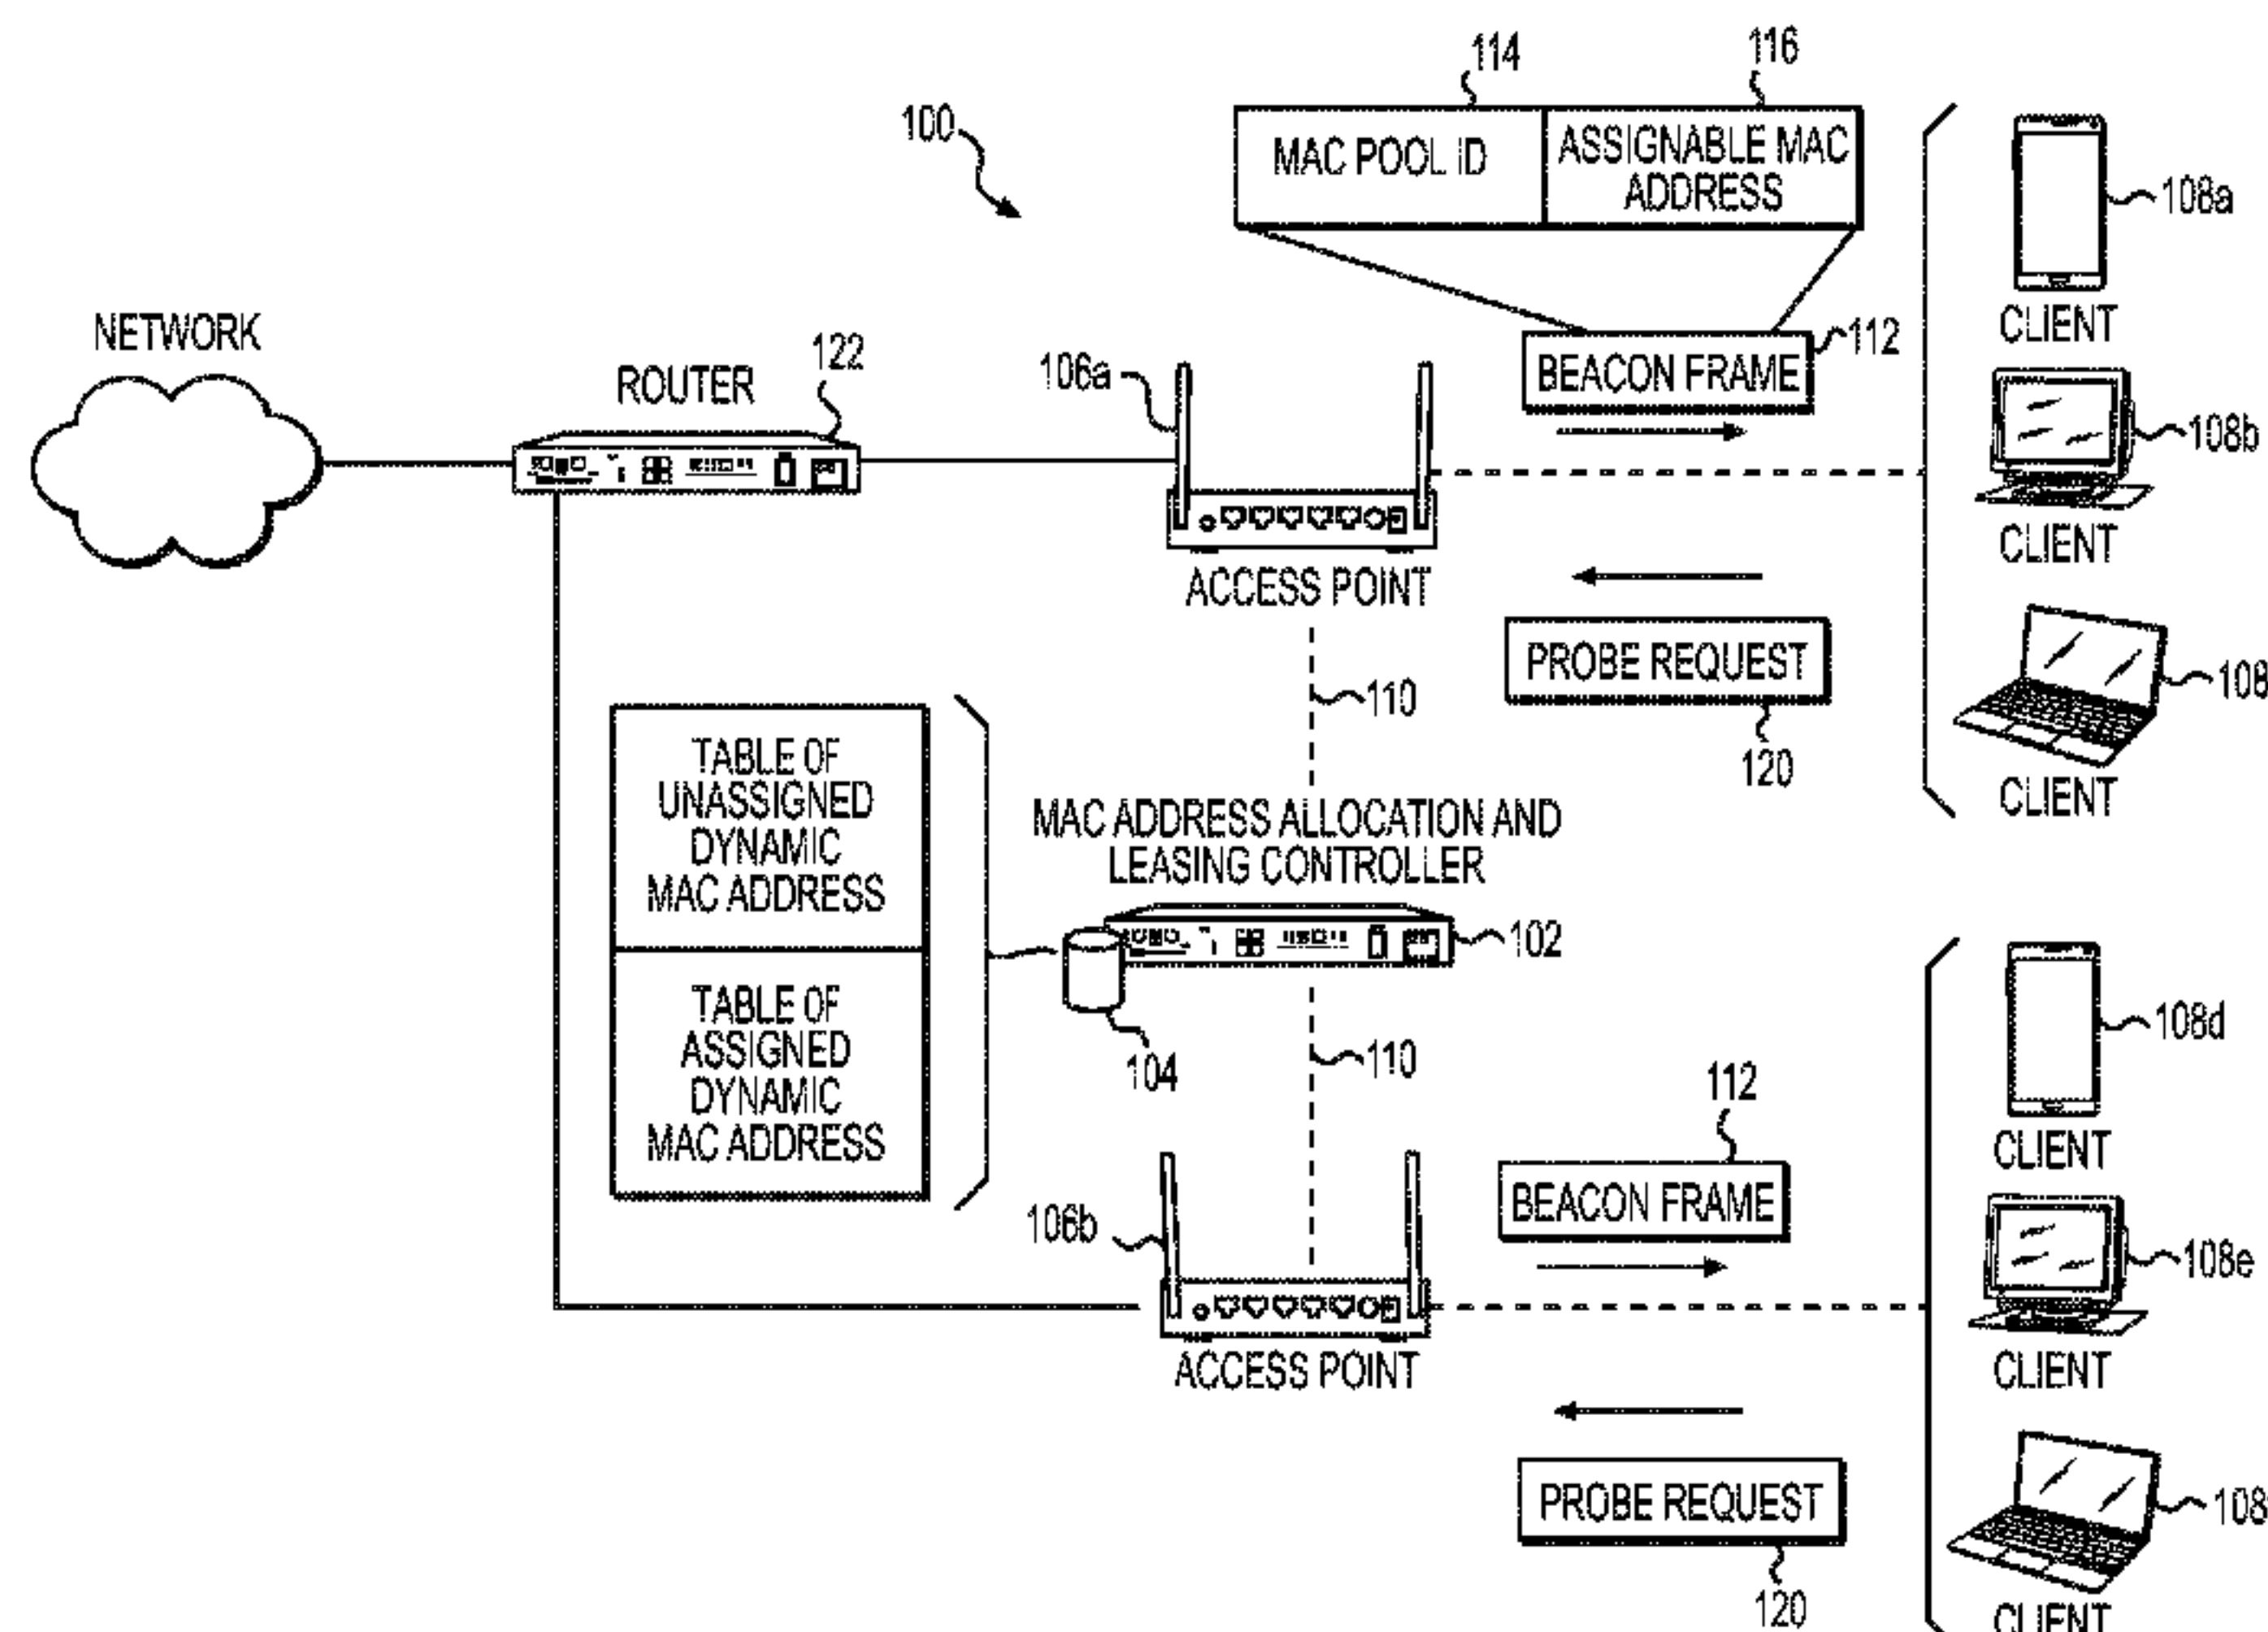 114
116
100
MAC POOL ID
ASSIGNABLE MAC
ADDRESS
108a
CLIENT
NETWORK
ROUTER
122
106a
BEACON FRAME
112
108b
CLIENT
ACCESS POINT
PROBE REQUEST
120
108
CLIENT
110
TABLE OF
UNASSIGNED
DYNAMIC
MAC ADDRESS
TABLE OF
ASSIGNED
DYNAMIC
MAC ADDRESS
MAC ADDRESS ALLOCATION AND
LEASING CONTROLLER
102
104
110
108d
CLIENT
112
BEACON FRAME
106b
108e
CLIENT
ACCESS POINT
PROBE REQUEST
120
108
CLIENT